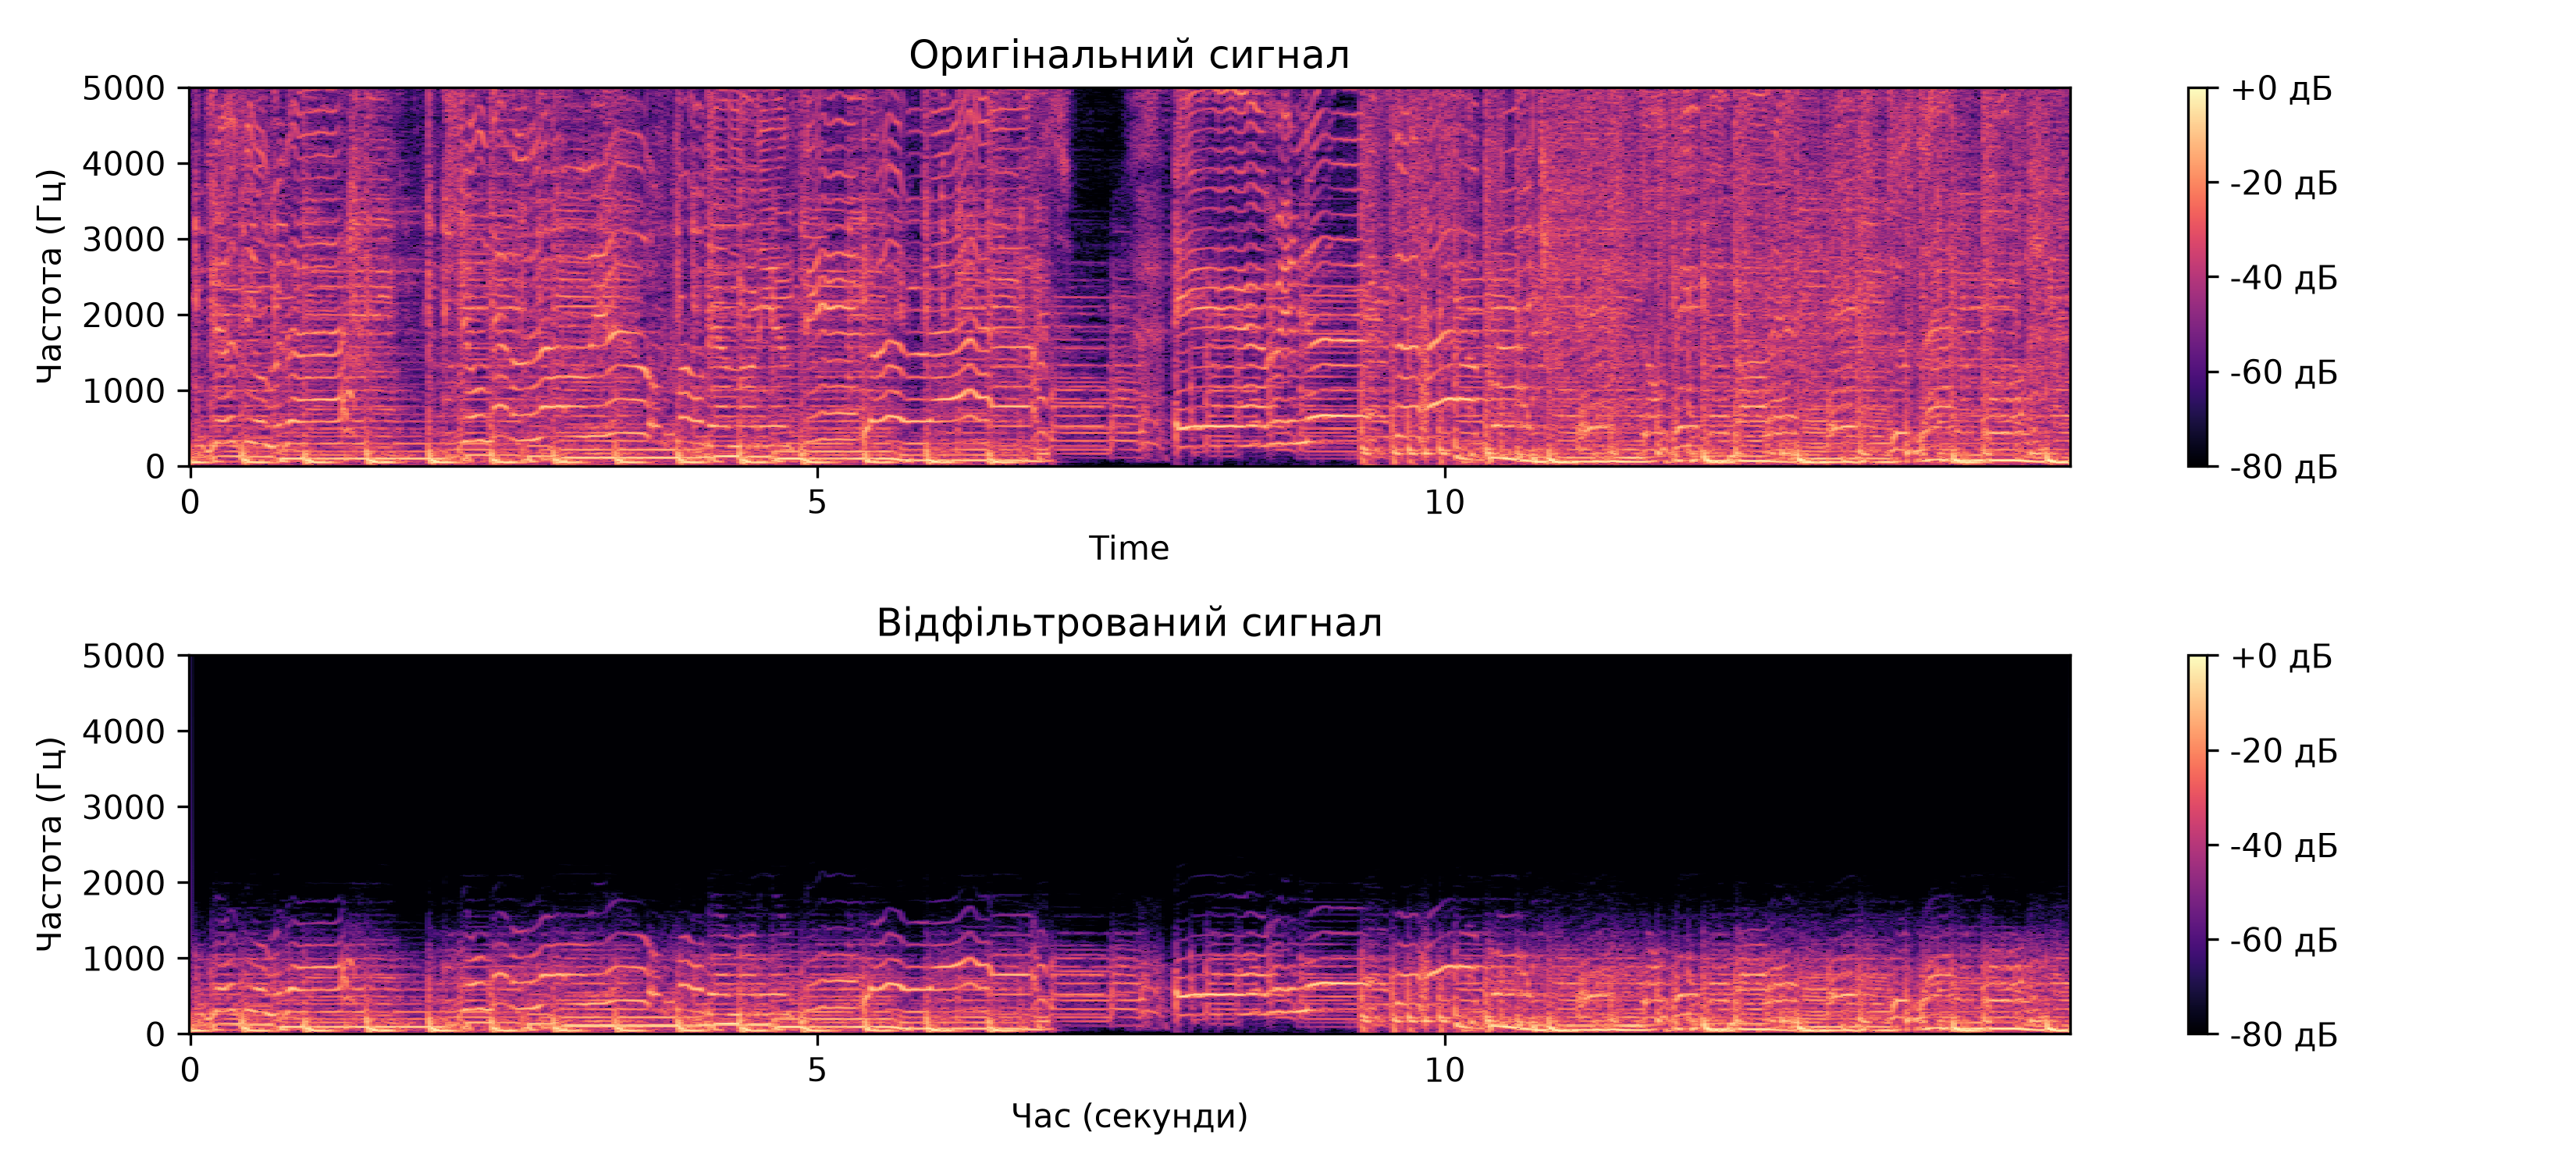 Оригінальний сигнал
5000
4000
3000
2000
1000
0
Частота (Гц)
0 5 10
Time
+0 дБ
-20 дБ
-40 дБ
-60 дБ
-80 дБ
Відфільтрований сигнал
5000
4000
3000
2000
1000
0
Частота (Гц)
0 5 10
Час (секунди)
+0 дБ
-20 дБ
-40 дБ
-60 дБ
-80 дБ